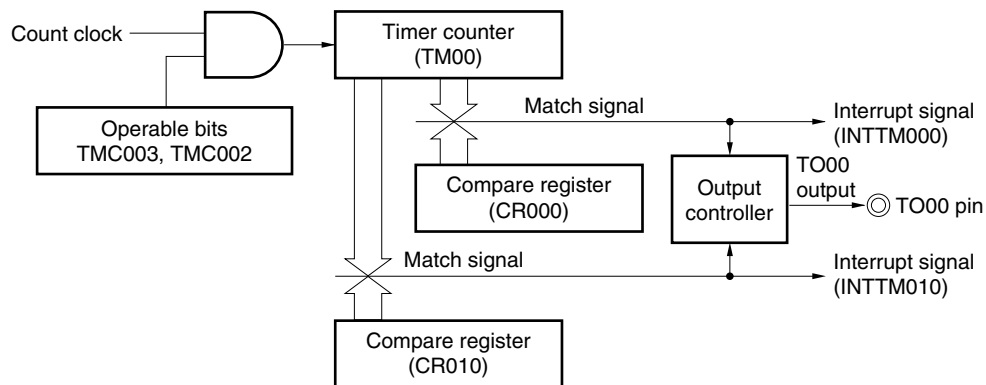 Count clock
Timer counter
(TM00)
Operable bits
TMC003, TMC002
Match signal
Interrupt signal
(INTTM000)
Compare register
(CR000)
Output
controller
TO00
output
TO00 pin
Match signal
Interrupt signal
(INTTM010)
Compare register
(CR010)